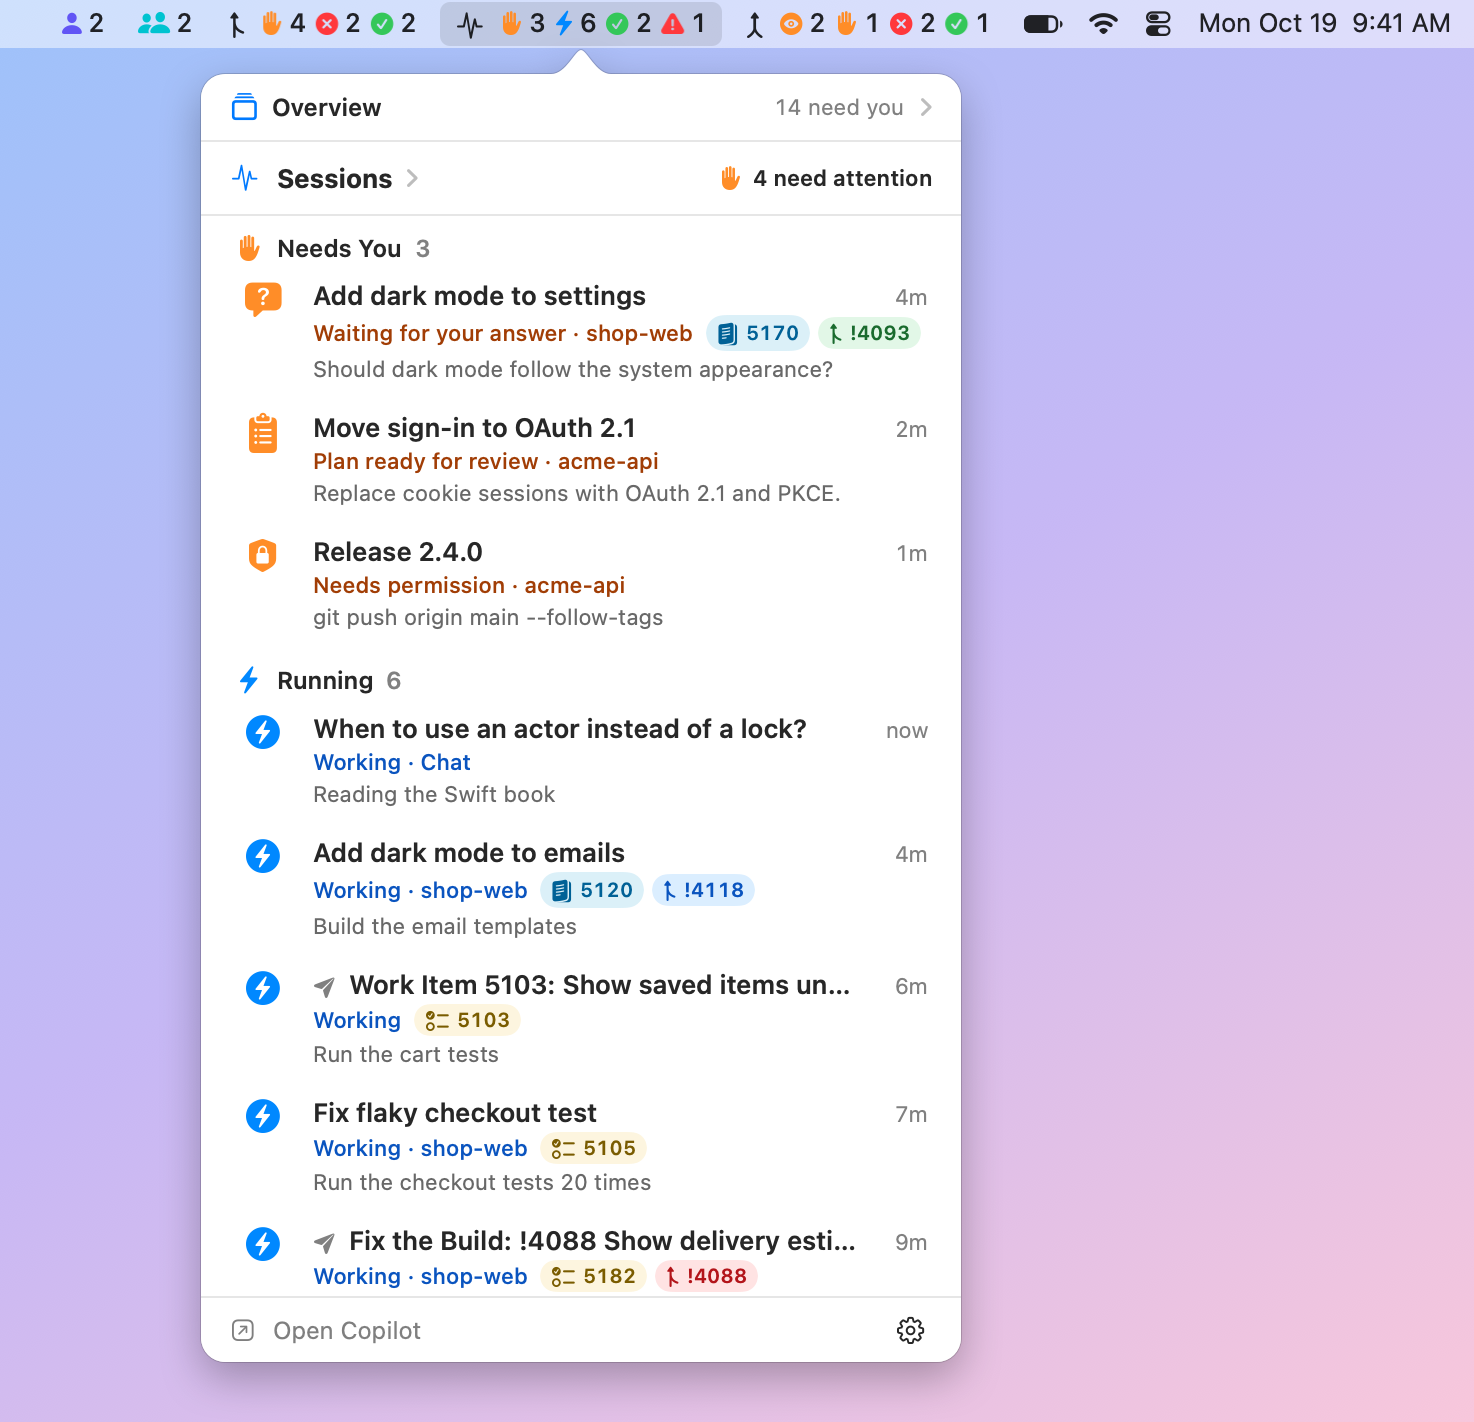 2 2 4 2 2 3 6 2 1 2 1 2 1 Mon Oct 19 9:41 AM
Overview 14 need you
Sessions 4 need attention
Needs You 3
Add dark mode to settings 4m
Waiting for your answer · shop-web 5170 !4093
Should dark mode follow the system appearance?
Move sign-in to OAuth 2.1 2m
Plan ready for review · acme-api
Replace cookie sessions with OAuth 2.1 and PKCE.
Release 2.4.0 1m
Needs permission · acme-api
git push origin main --follow-tags
Running 6
When to use an actor instead of a lock? now
Working · Chat
Reading the Swift book
Add dark mode to emails 4m
Working · shop-web 5120 !4118
Build the email templates
Work Item 5103: Show saved items un... 6m
Working 5103
Run the cart tests
Fix flaky checkout test 7m
Working · shop-web 5105
Run the checkout tests 20 times
Fix the Build: !4088 Show delivery esti... 9m
Working · shop-web 5182 !4088
Open Copilot